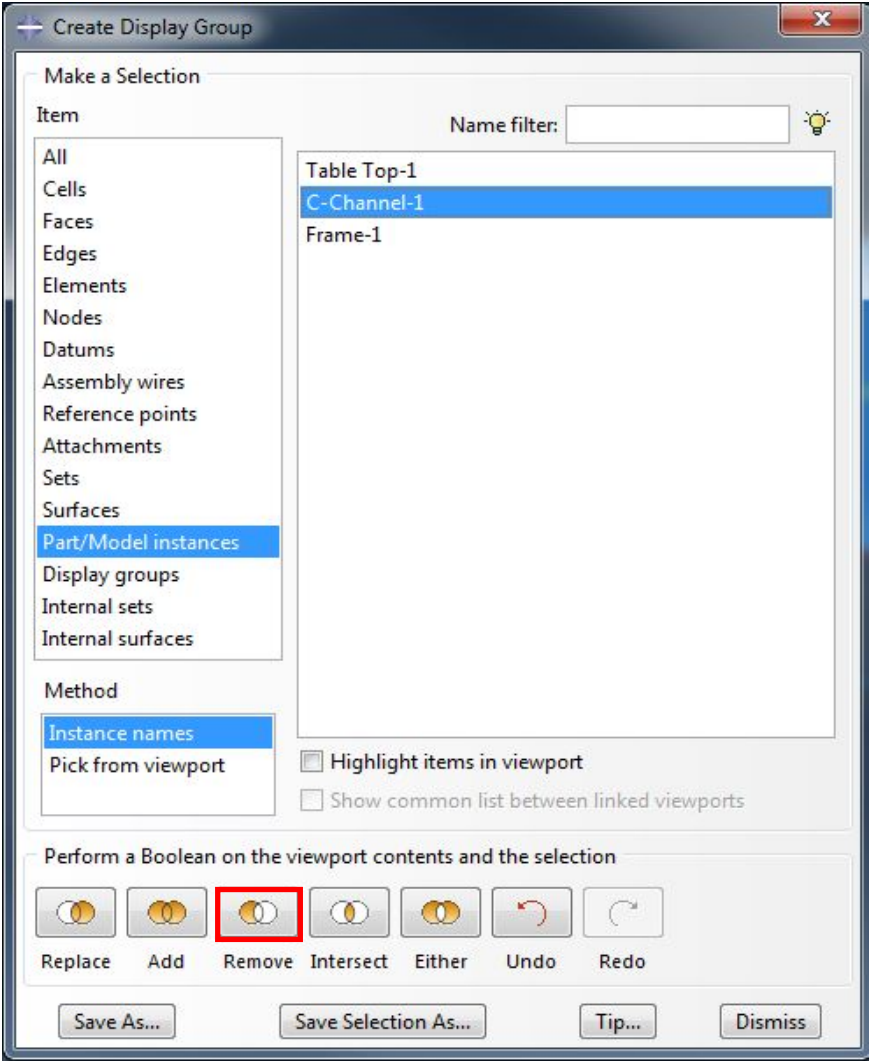 Create Display Group
Make a Selection
Item
Name filter:
All
Cells
Faces
Edges
Elements
Nodes
Datums
Assembly wires
Reference points
Attachments
Sets
Surfaces
Part/Model instances
Display groups
Internal sets
Internal surfaces
Table Top-1
C-Channel-1
Frame-1
Method
Instance names
Pick from viewport
Highlight items in viewport
Show common list between linked viewports
Perform a Boolean on the viewport contents and the selection
Replace Add Remove Intersect Either Undo Redo
Save As... Save Selection As... Tip... Dismiss